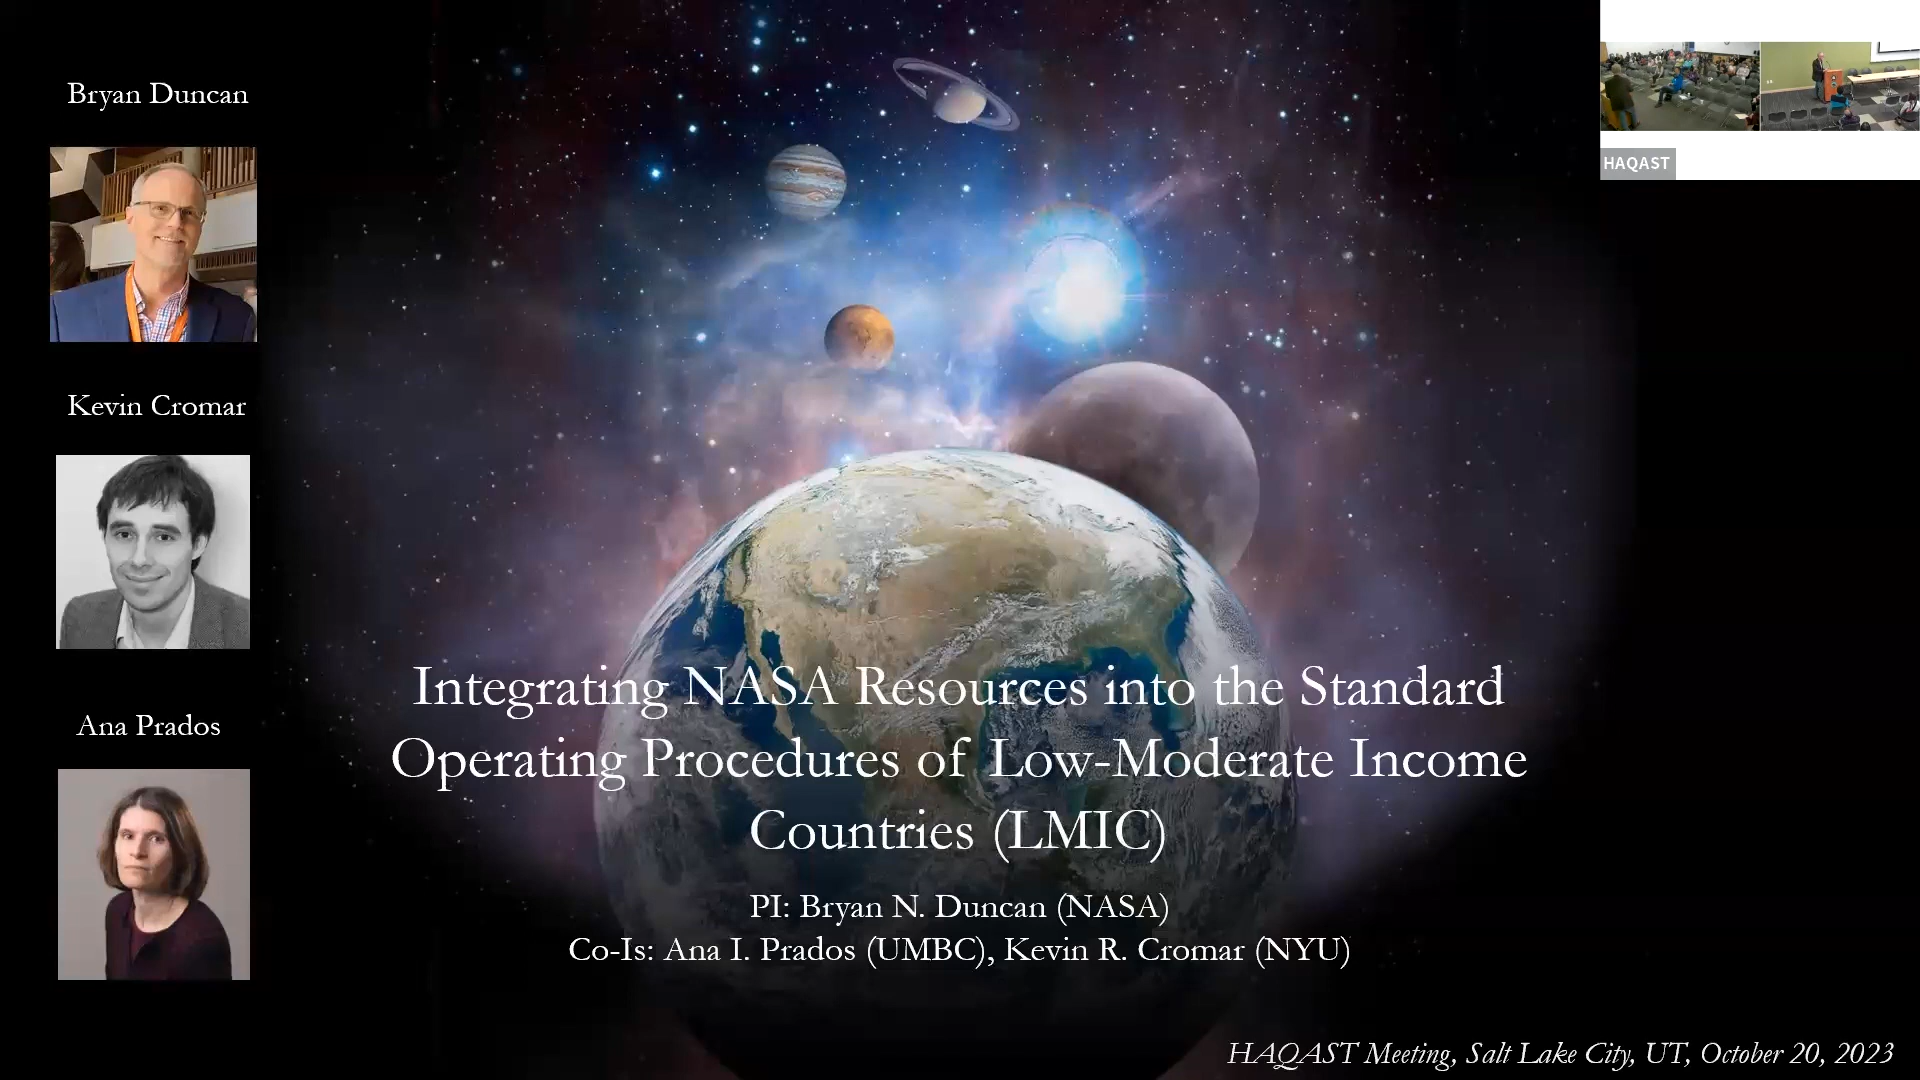 Bryan Duncan
Kevin Cromar
Ana Prados
HAQAST
Integrating NASA Resources into the Standard
Operating Procedures of Low-Moderate Income
Countries (LMIC)
PI: Bryan N. Duncan (NASA)
Co-Is: Ana I. Prados (UMBC), Kevin R. Cromar (NYU)
HAQAST Meeting, Salt Lake City, UT, October 20, 2023